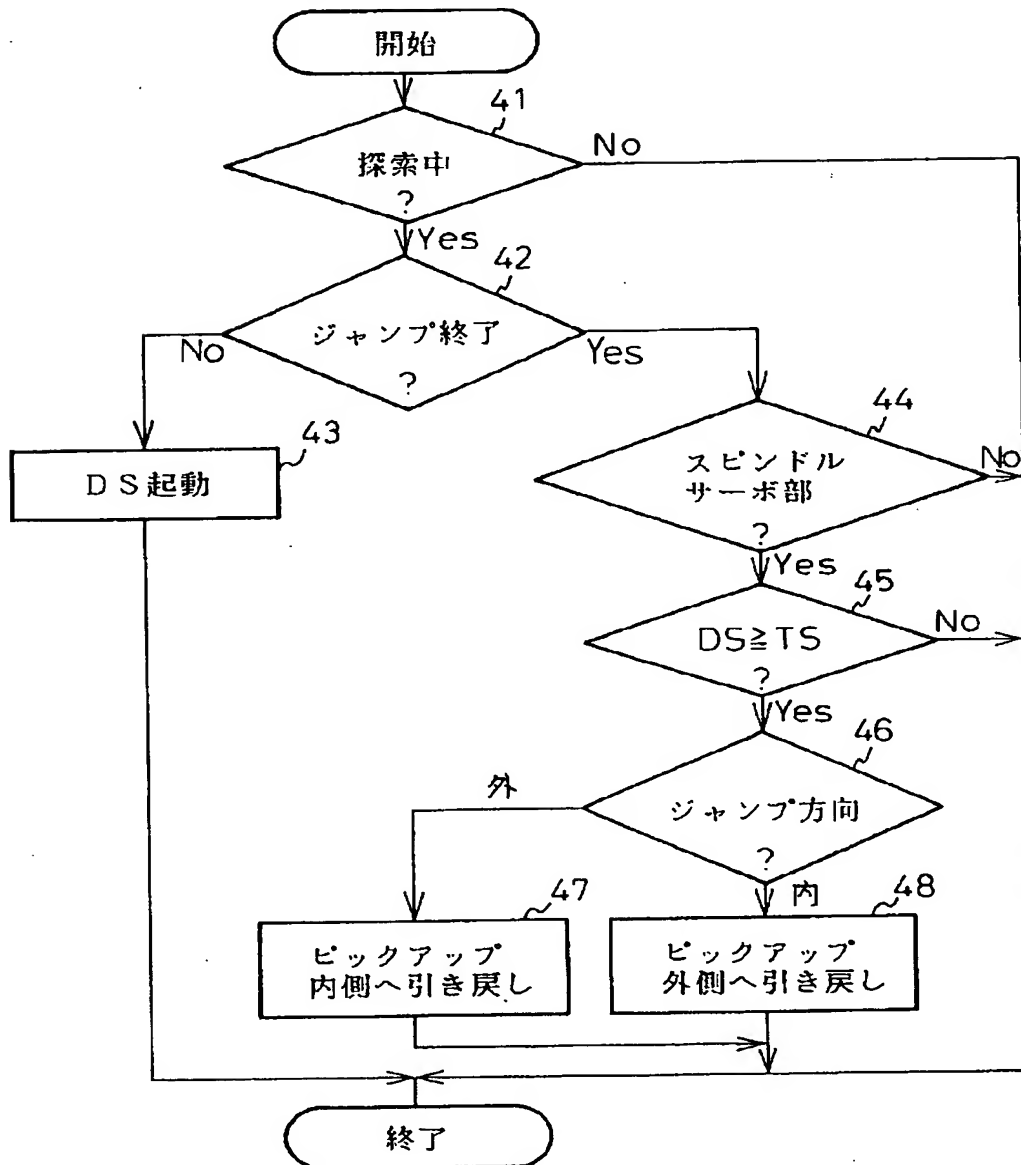 開始
41
探索中
?
No
Yes
42
ジャンプ終了
?
No
Yes
43
DS起動
44
スピンドル
サーボ部
?
No
Yes
45
DS≧TS
?
No
Yes
46
ジャンプ方向
?
外
内
47
ピックアップ
内側へ引き戻し
48
ピックアップ
外側へ引き戻し
終了